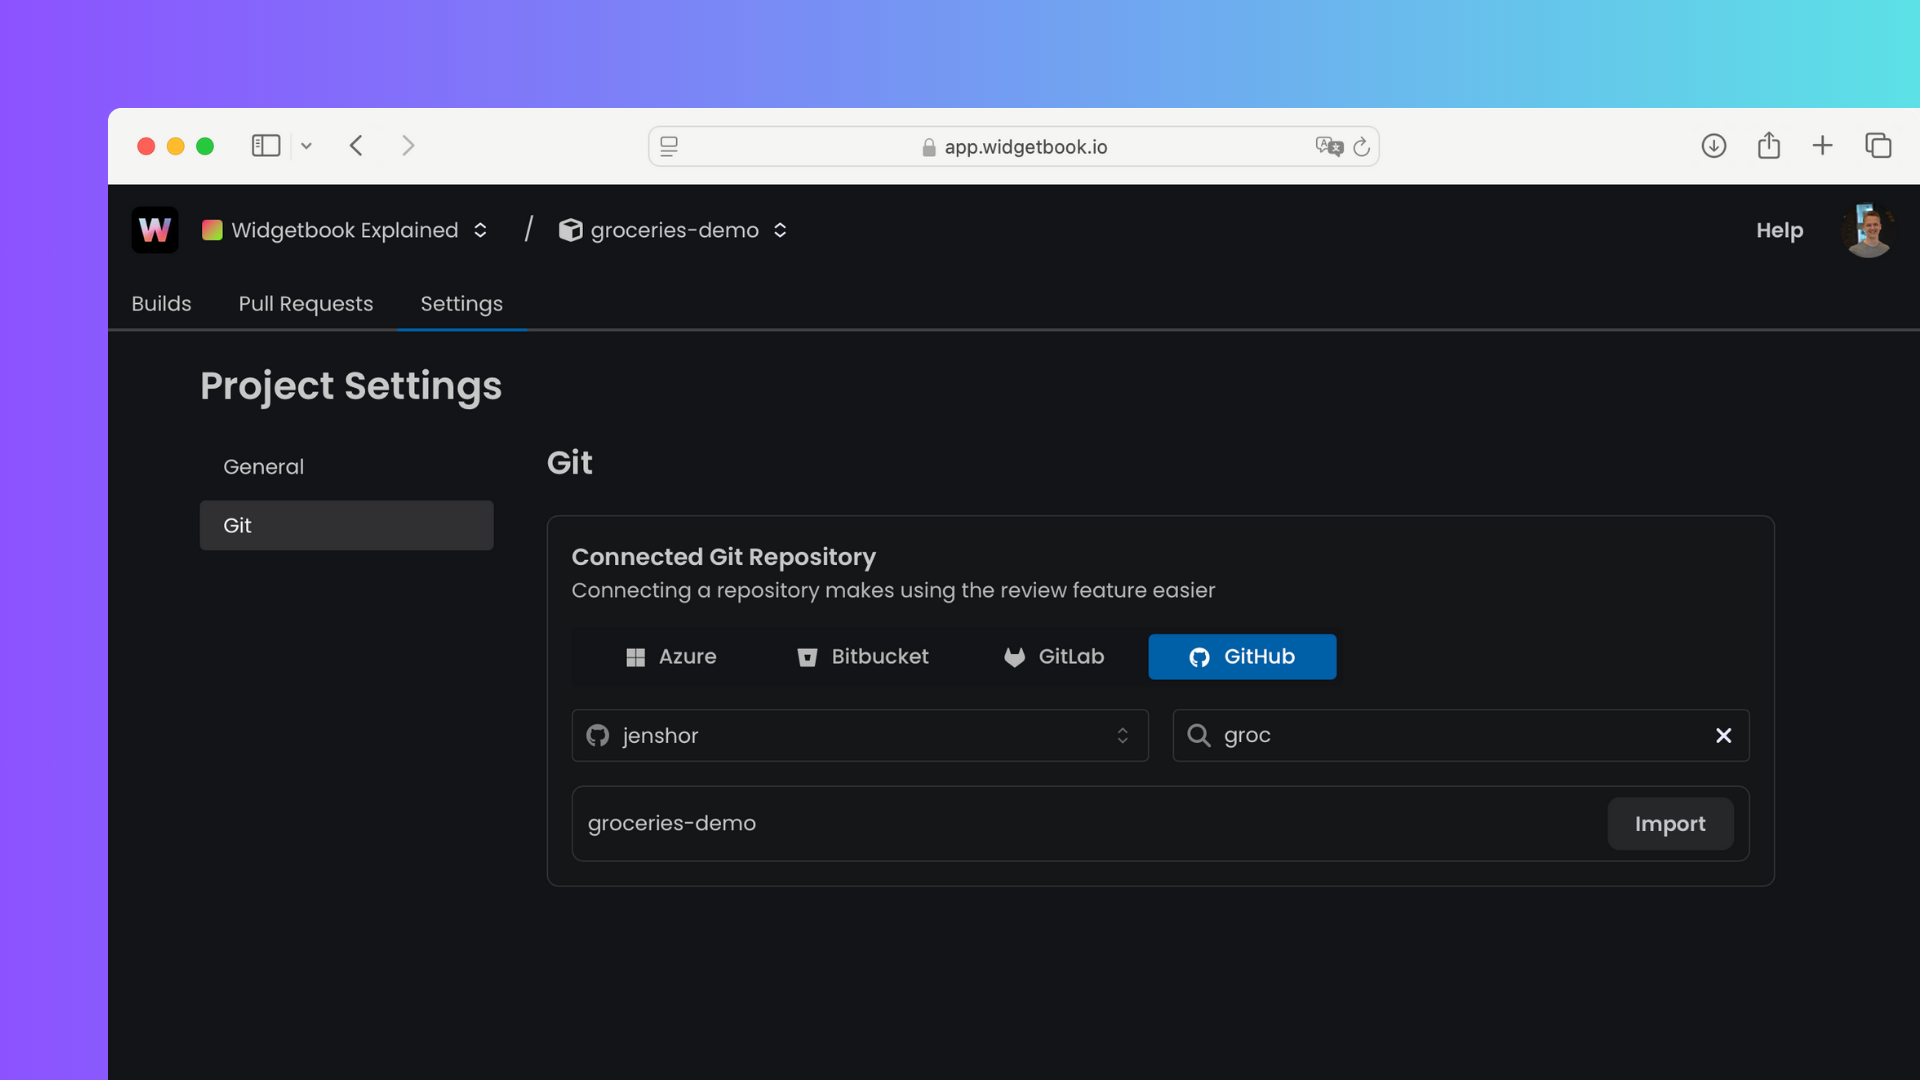 app.widgetbook.io
W Widgetbook Explained / groceries-demo Help
Builds Pull Requests Settings
Project Settings
General
Git
Git
Connected Git Repository
Connecting a repository makes using the review feature easier
Azure Bitbucket GitLab GitHub
jenshor groc
groceries-demo Import